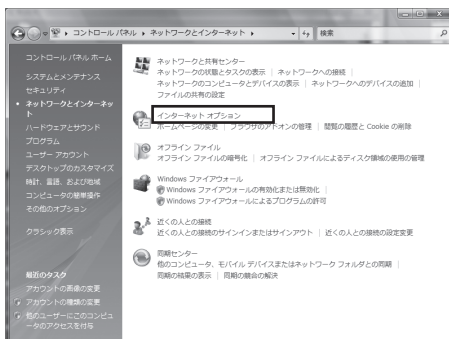 コントロール パネル ▸ ネットワークとインターネット ▸
検索
コントロール パネル ホーム
システムとメンテナンス
セキュリティ
ネットワークとインターネッ
ト
ハードウェアとサウンド
プログラム
ユーザー アカウント
デスクトップのカスタマイズ
時計、言語、および地域
コンピュータの簡単操作
その他のオプション
クラシック表示
最近のタスク
アカウントの画像の変更
アカウントの種類の変更
他のユーザーにこのコンピュ
ータのアクセスを付与
ネットワークと共有センター
ネットワークの状態とタスクの表示 | ネットワークへの接続 |
ネットワークのコンピュータとデバイスの表示 | ネットワークへのデバイスの追加 |
ファイルの共有の設定
インターネット オプション
ホームページの変更 | ブラウザのアドオンの管理 | 閲覧の履歴と Cookie の削除
オフライン ファイル
オフライン ファイルの暗号化 | オフライン ファイルによるディスク領域の使用の管理
Windows ファイアウォール
Windows ファイアウォールの有効化または無効化 |
Windows ファイアウォールによるプログラムの許可
近くの人との接続
近くの人との接続のサインインまたはサインアウト | 近くの人との接続の設定変更
同期センター
他のコンピュータ、モバイル デバイスまたはネットワーク フォルダとの同期 |
同期の結果の表示 | 同期の競合の解決